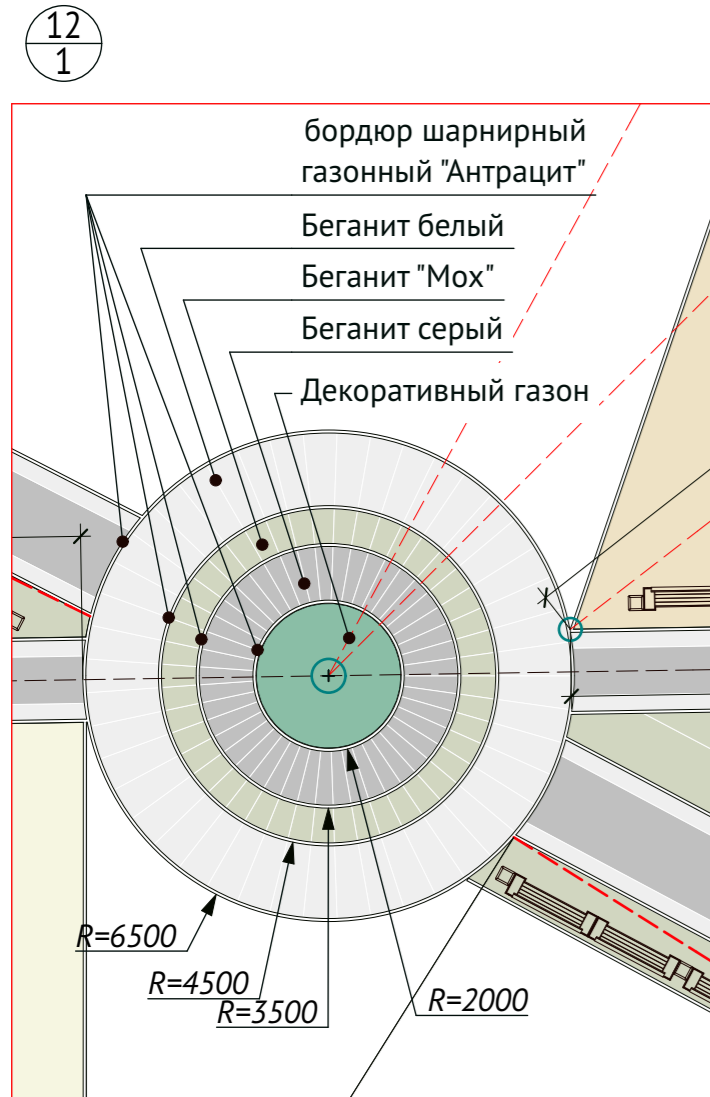 12
1
бордюр шарнирный
газонный "Антрацит"
Беганит белый
Беганит "Мох"
Беганит серый
Декоративный газон
R=6500
R=4500
R=3500
R=2000